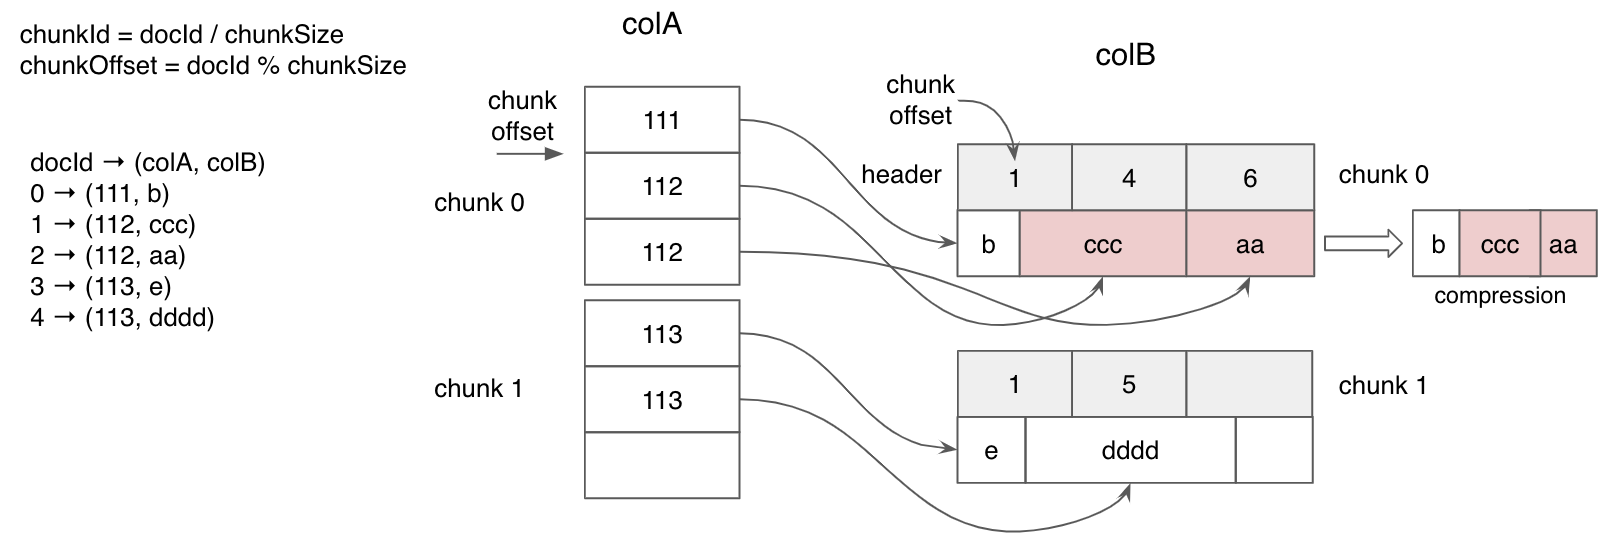 chunkId = docId / chunkSize
chunkOffset = docId % chunkSize
docId → (colA, colB)
0 → (111, b)
1 → (112, ccc)
2 → (112, aa)
3 → (113, e)
4 → (113, dddd)
colA
chunk
offset
chunk 0
111
112
112
chunk 1
113
113
colB
chunk
offset
header
1 4 6
chunk 0
b ccc aa
b ccc aa
compression
1 5
chunk 1
e dddd